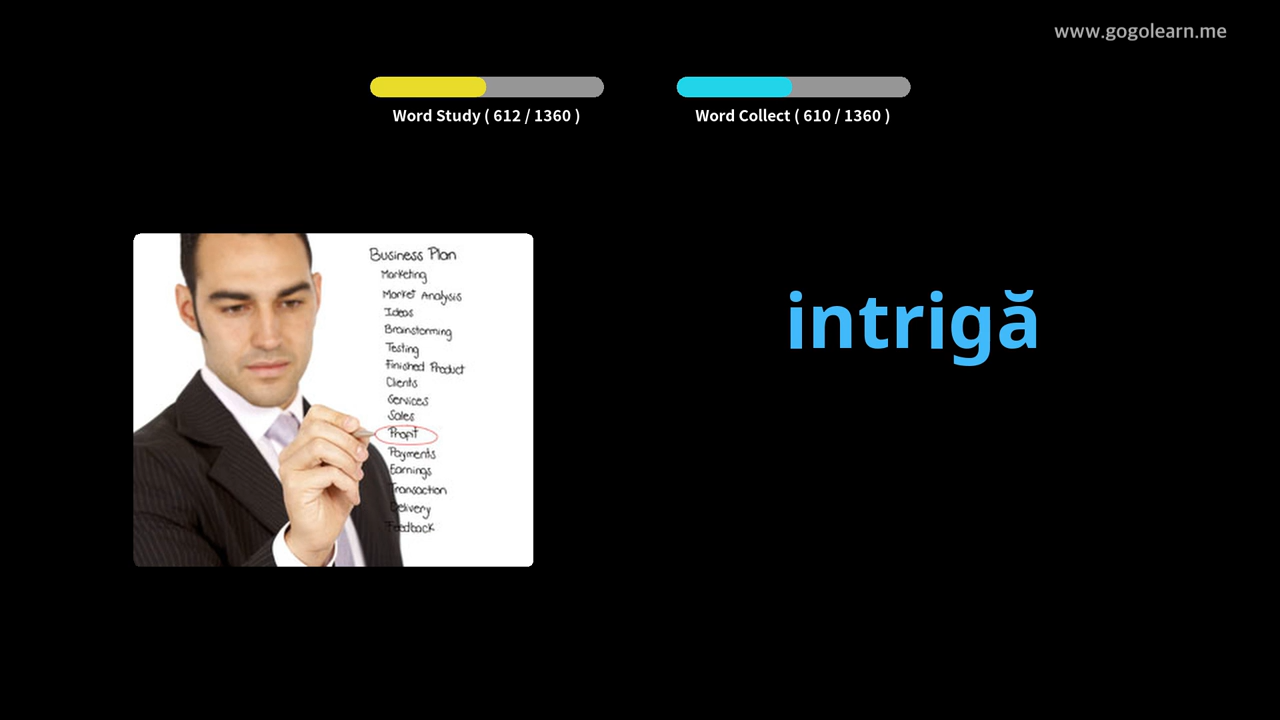 www.gogolearn.me
Word Study ( 612 / 1360 )
Word Collect ( 610 / 1360 )
Business Plan
Marketing
Market Analysis
Ideas
Brainstorming
Testing
Finished Product
Clients
Services
Sales
Profit
Payments
Earnings
Transaction
Delivery
Feedback
intrigă